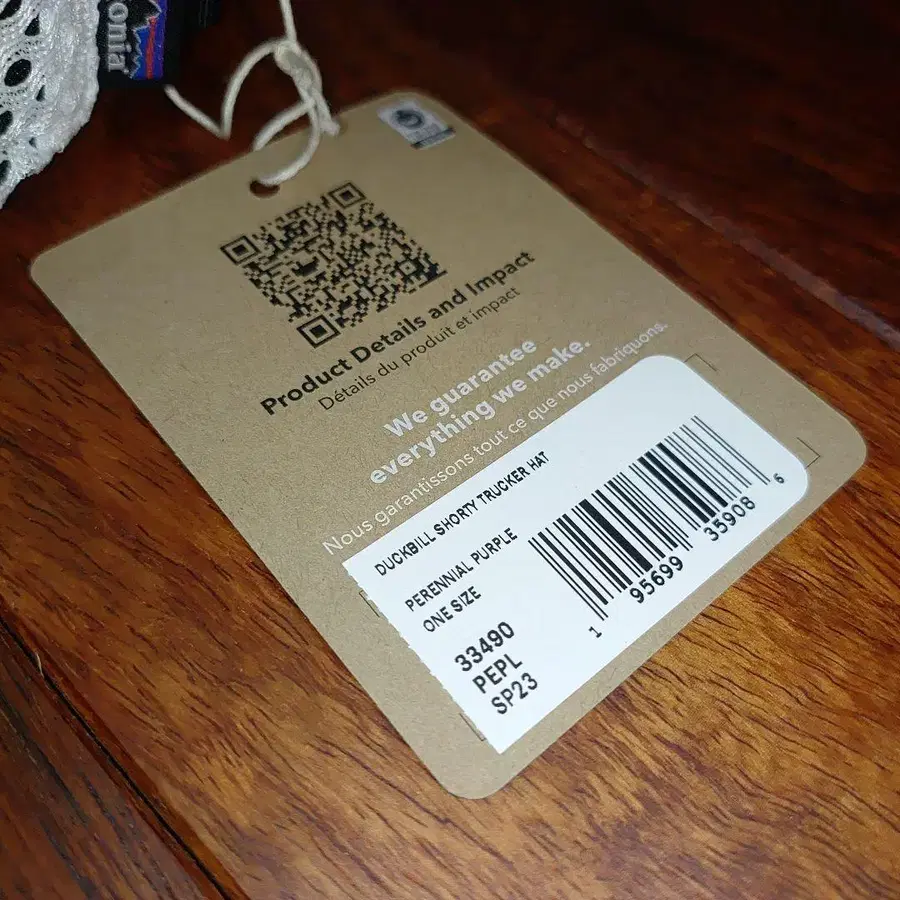 onia
Product Details and Impact
Détails du produit et impact
We guarantee
everything we make.
Nous garantissons tout ce que nous fabriquons.
DUCKBILL SHORTY TRUCKER HAT
PERENNIAL PURPLE
ONE SIZE
33490
PEPL
SP23
1 95699 35908 6